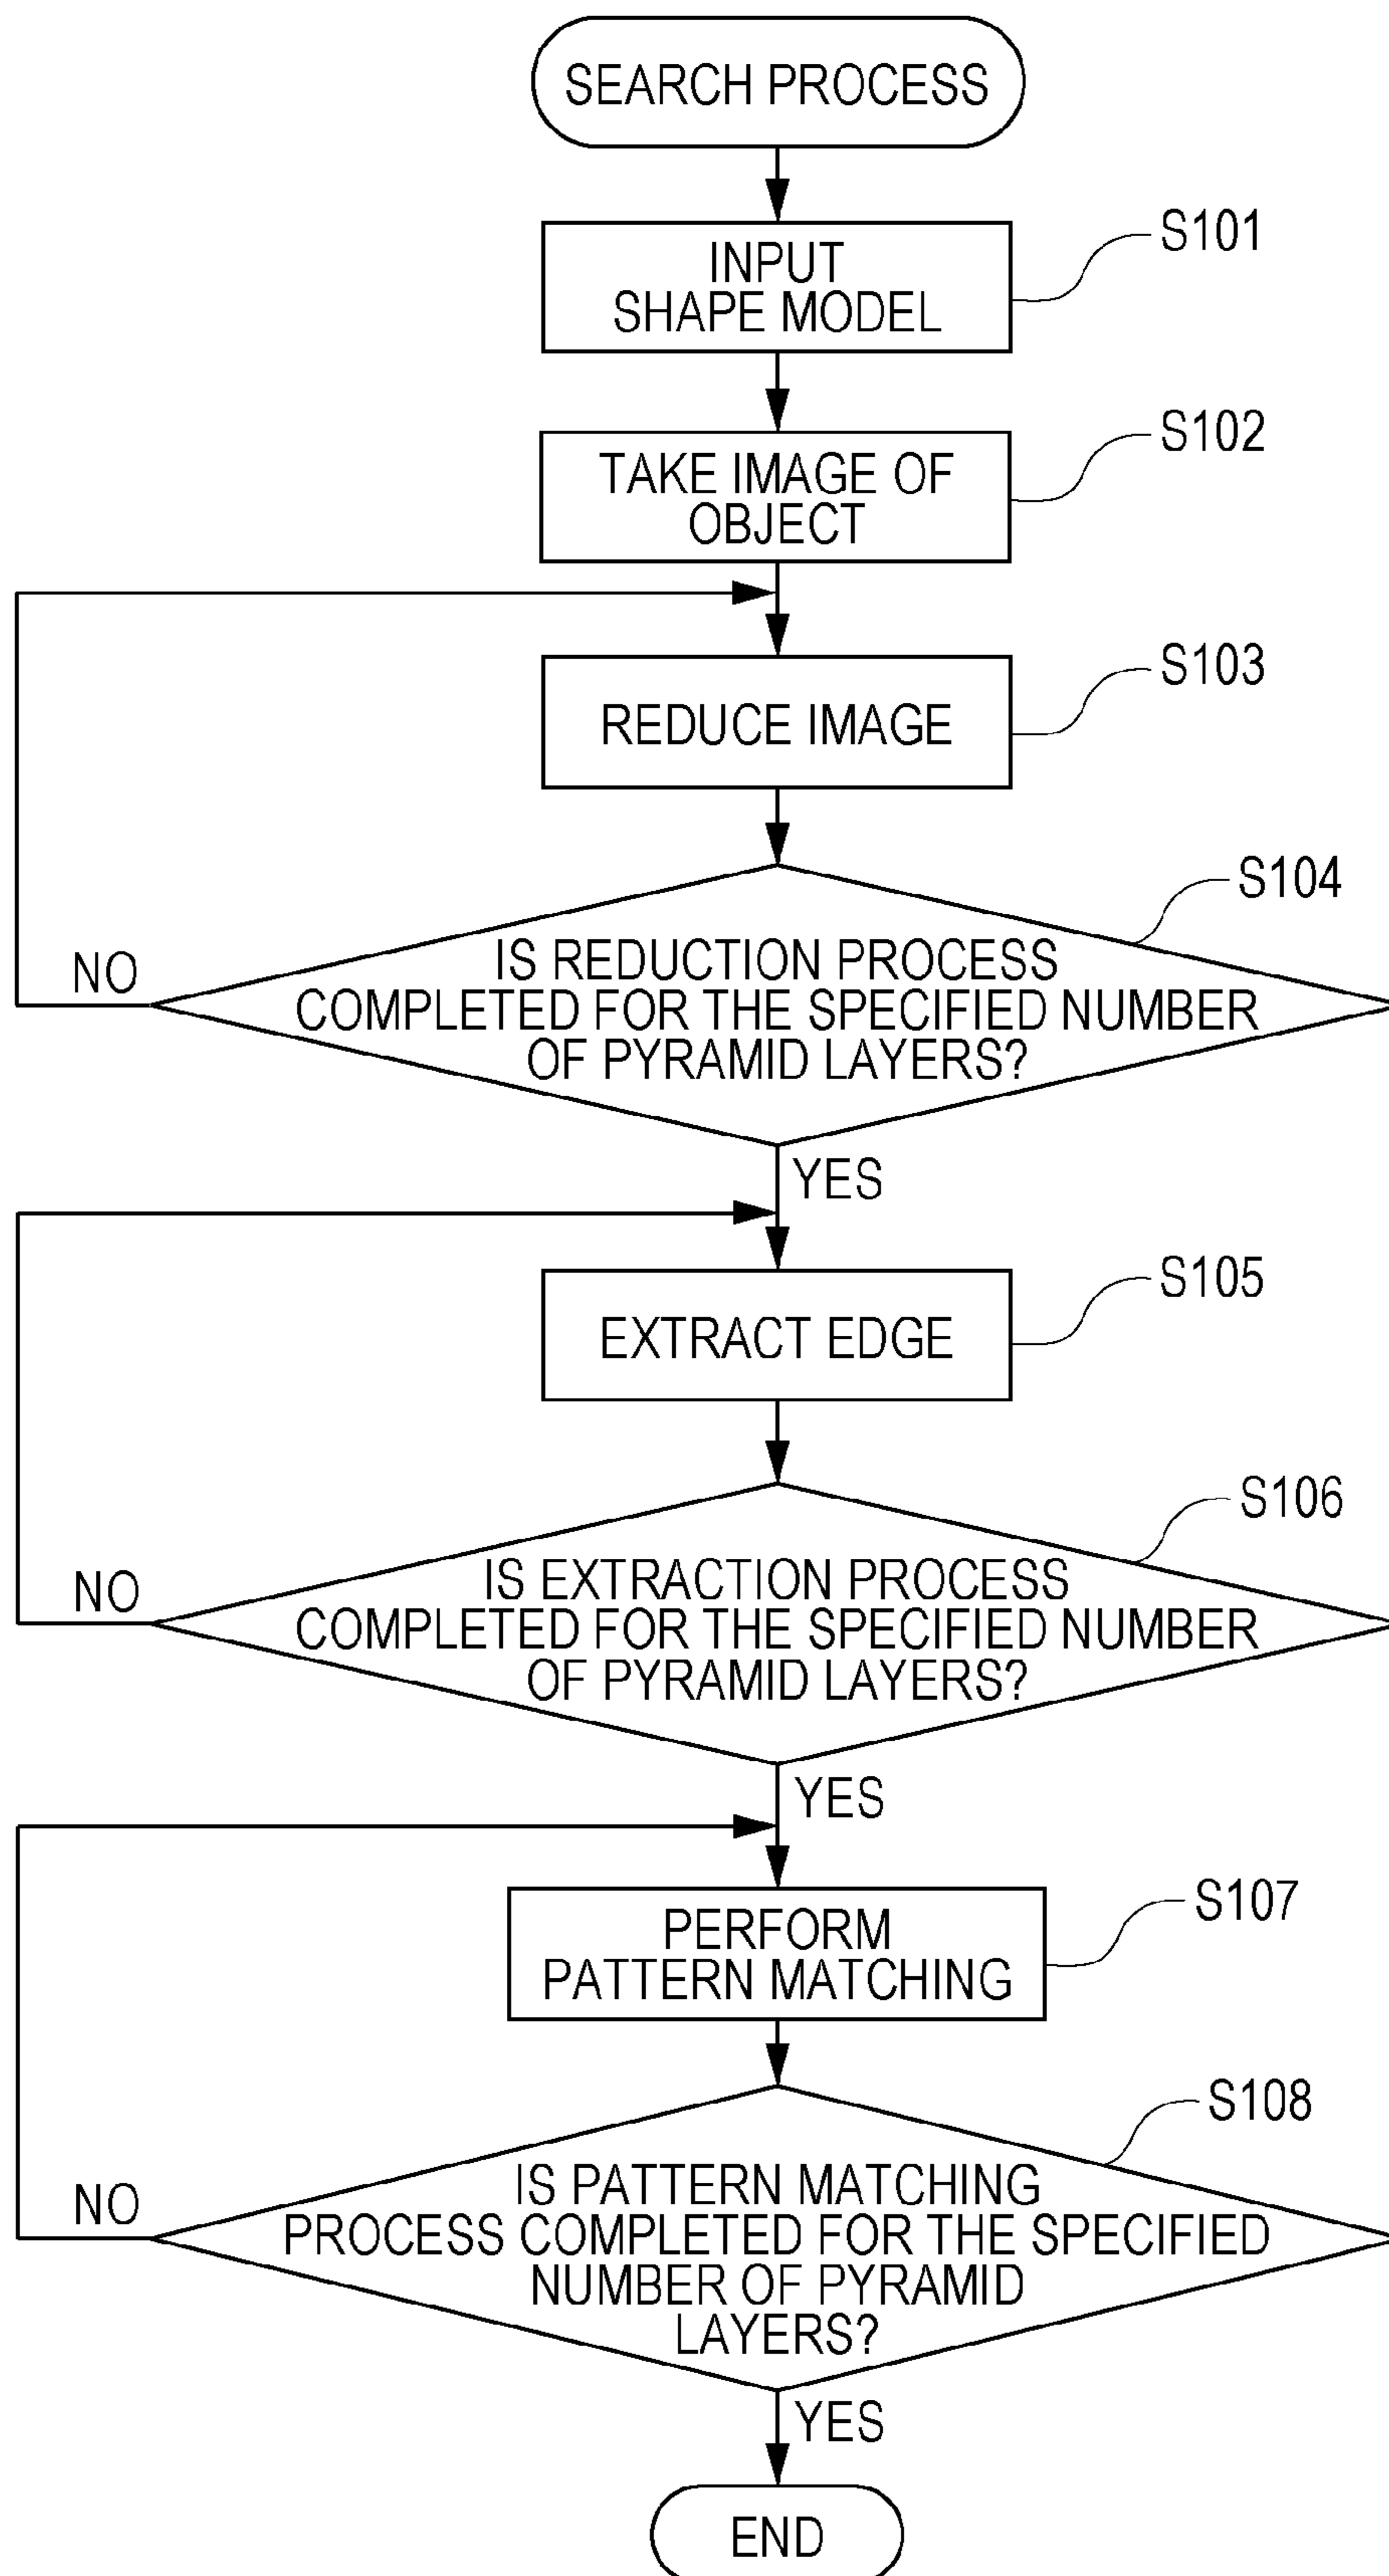 SEARCH PROCESS
S101
INPUT
SHAPE MODEL
S102
TAKE IMAGE OF
OBJECT
S103
REDUCE IMAGE
S104
IS REDUCTION PROCESS
COMPLETED FOR THE SPECIFIED NUMBER
OF PYRAMID LAYERS?
NO
YES
S105
EXTRACT EDGE
S106
IS EXTRACTION PROCESS
COMPLETED FOR THE SPECIFIED NUMBER
OF PYRAMID LAYERS?
NO
YES
S107
PERFORM
PATTERN MATCHING
S108
IS PATTERN MATCHING
PROCESS COMPLETED FOR THE SPECIFIED
NUMBER OF PYRAMID
LAYERS?
NO
YES
END